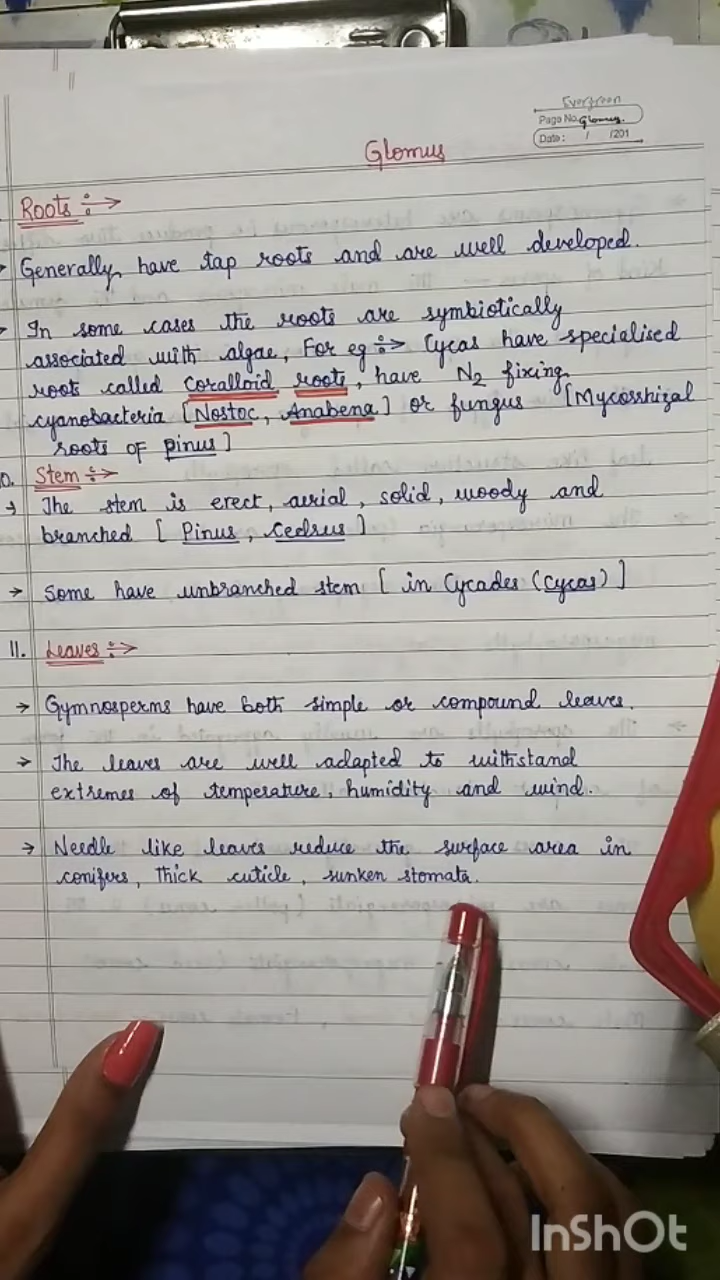 Evergreen
Page No. Glomus.
Date: / /201
Glomus
Roots :->
Generally have tap roots and are well developed.
In some cases the roots are symbiotically
associated with algae, For eg :-> Cycas have specialised
roots called Coralloid roots, have N2 fixing
cyanobacteria [Nostoc, Anabena] or fungus [Mycorrhizal
roots of pinus]
0. Stem :->
→ The stem is erect, aerial, solid, woody and
branched [Pinus, Cedrus]
→ Some have unbranched stem [in Cycades (Cycas)]
11. Leaves :->
→ Gymnosperms have both simple or compound leaves.
→ The leaves are well adapted to withstand
extremes of temperature, humidity and wind.
→ Needle like leaves reduce the surface area in
conifers, thick cuticle, sunken stomata.
InShOt